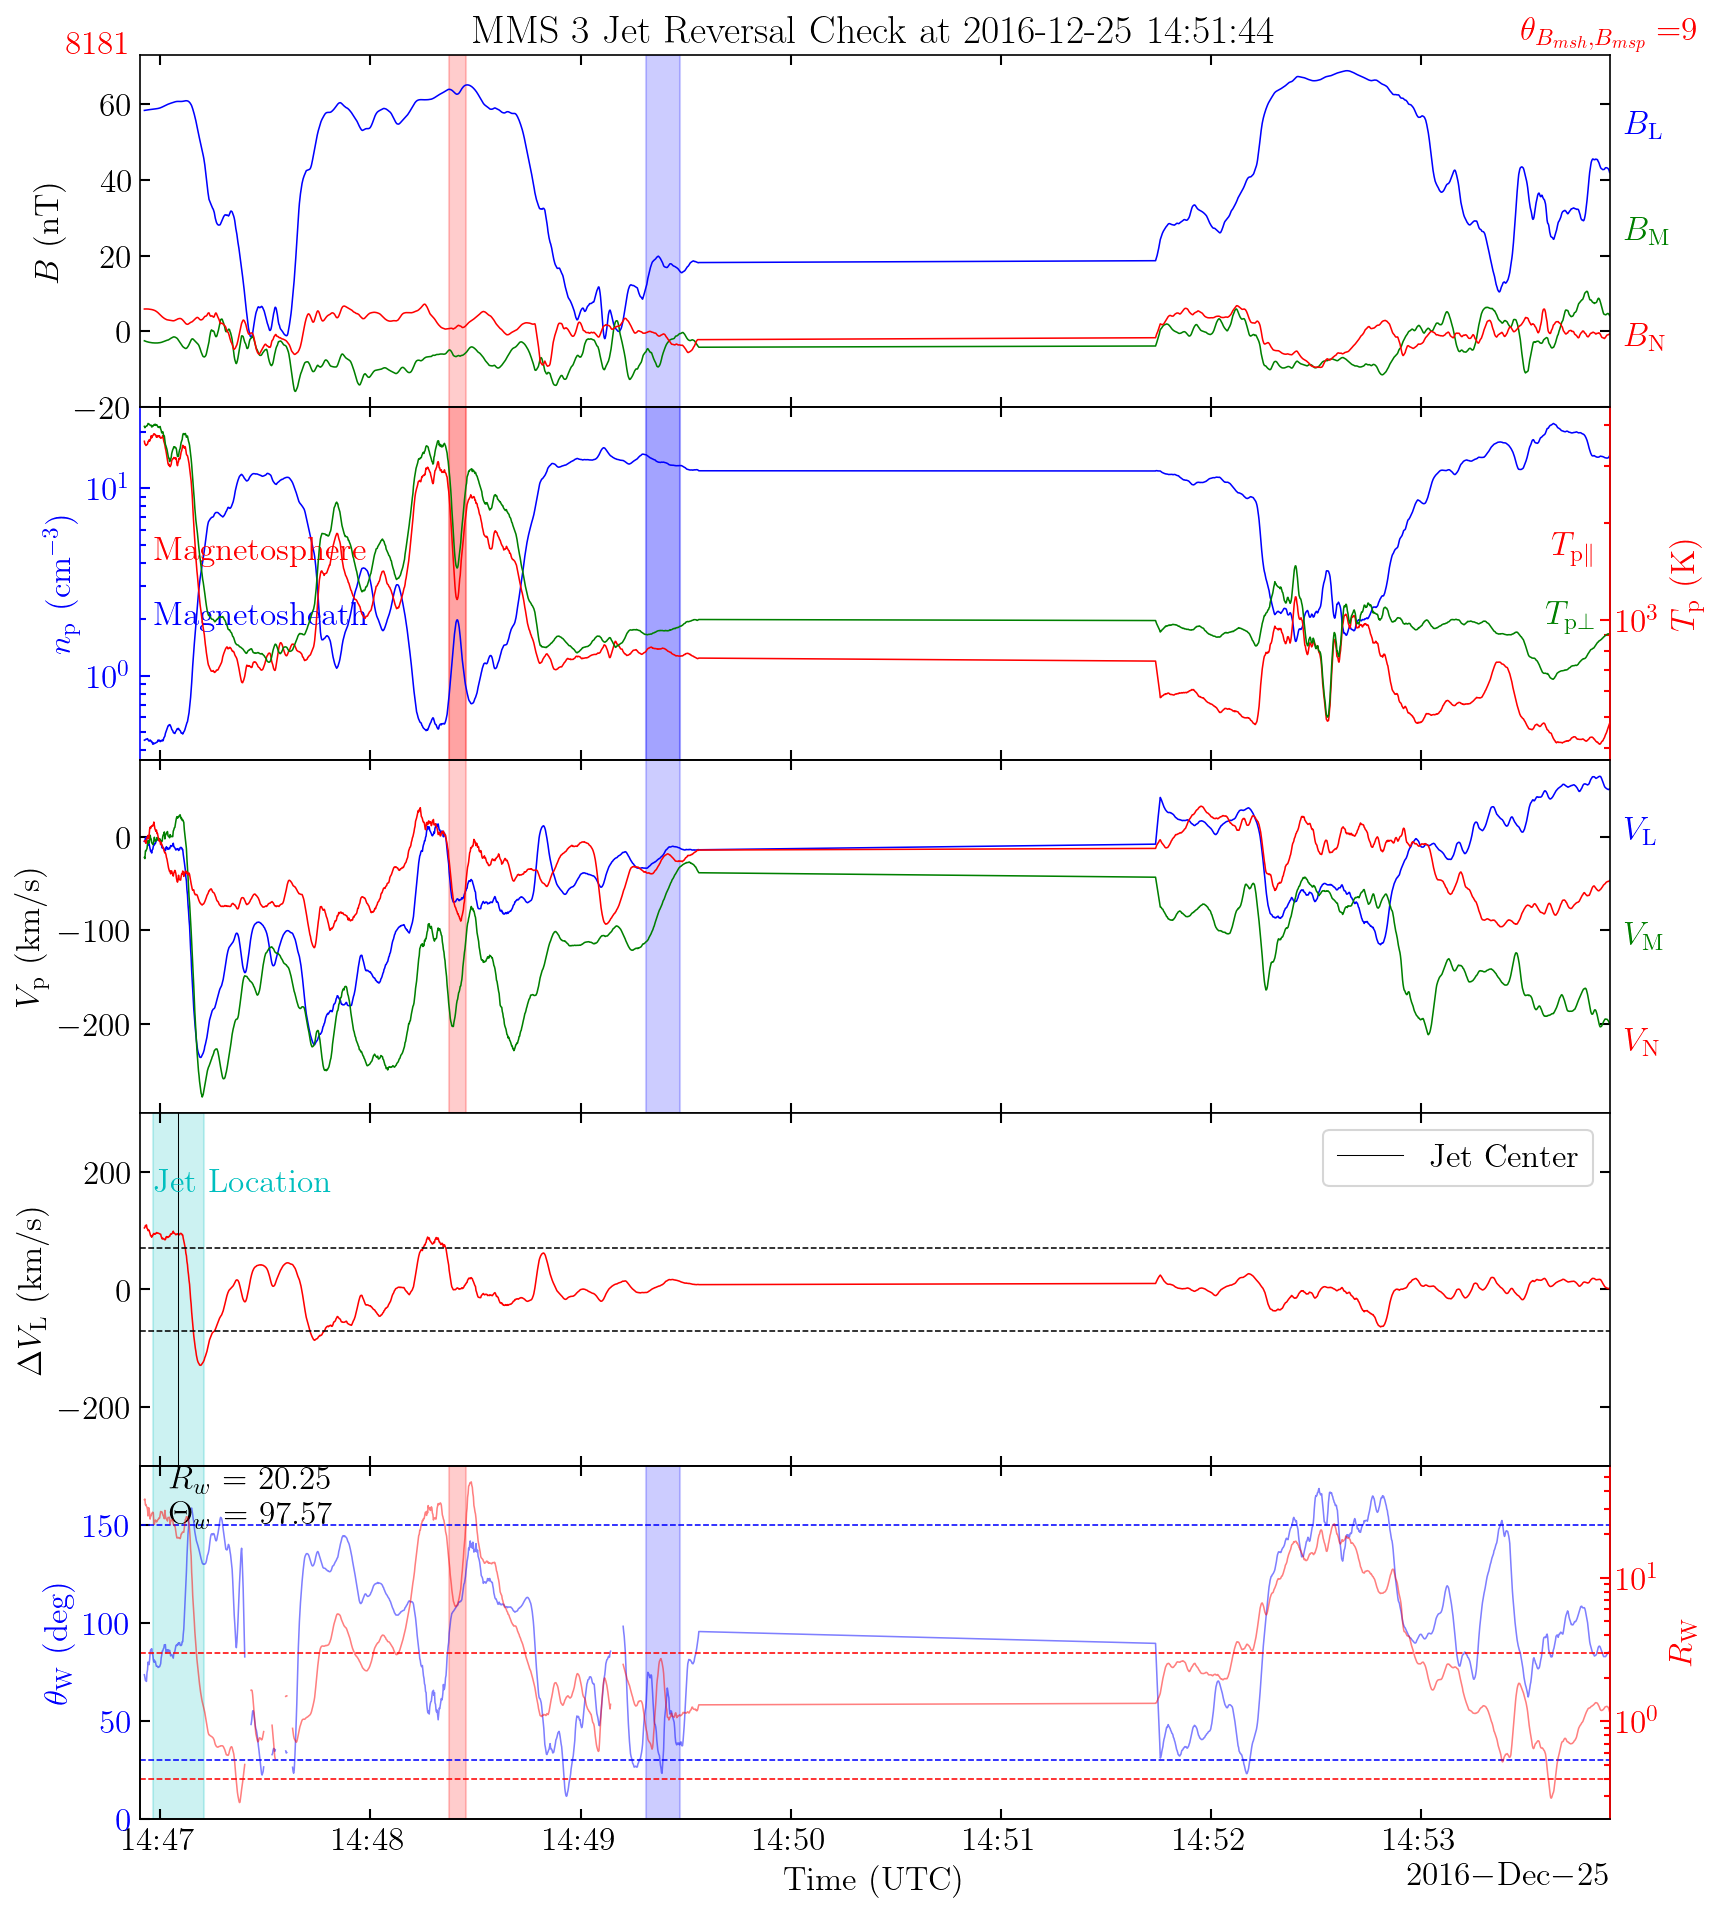 8181
MMS 3 Jet Reversal Check at 2016-12-25 14:51:44
θ_{B_{msh},B_{msp}} =9
B (nT)
60
40
20
0
−20
B_L
B_M
B_N
n_p (cm^{−3})
10^1
10^0
Magnetosphere
Magnetosheath
T_{p∥}
T_{p⊥}
10^3
T_p (K)
V_p (km/s)
0
−100
−200
V_L
V_M
V_N
ΔV_L (km/s)
200
0
−200
Jet Location
Jet Center
R_w = 20.25
Θ_w = 97.57
θ_W (deg)
150
100
50
0
10^1
10^0
R_W
14:47 14:48 14:49 14:50 14:51 14:52 14:53
Time (UTC)
2016−Dec−25